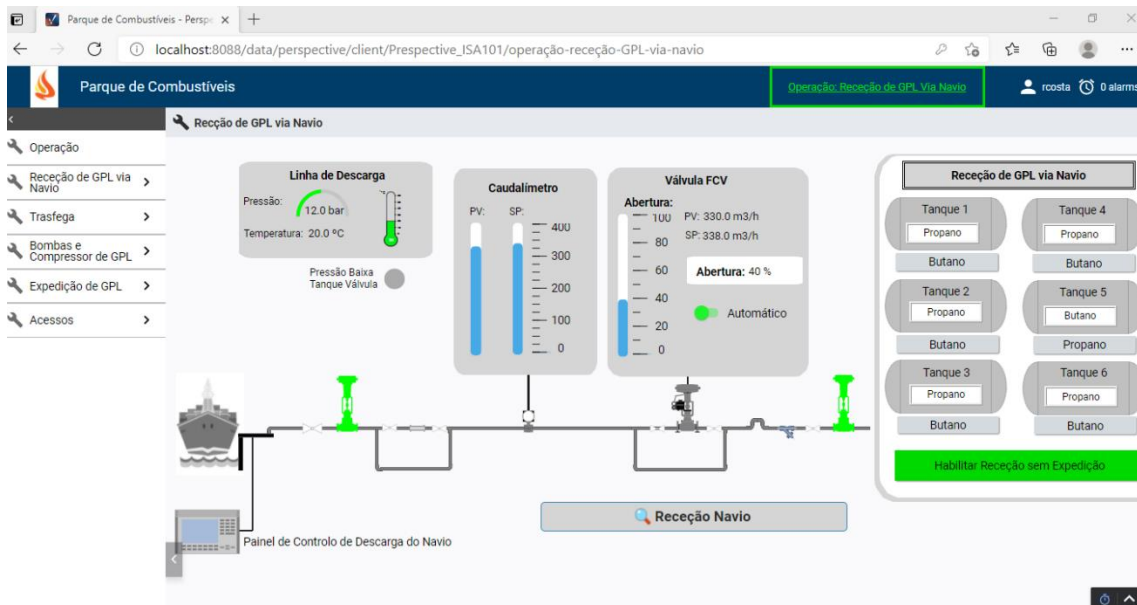 Parque de Combustíveis - Perspe
localhost:8088/data/perspective/client/Prespective_ISA101/operação-receção-GPL-via-navio
Parque de Combustíveis
Operação: Receção de GPL Via Navio
rcosta
0 alarms
Recção de GPL via Navio
Operação
Receção de GPL via
Navio
Trasfega
Bombas e
Compressor de GPL
Expedição de GPL
Acessos
Linha de Descarga
Pressão:
12.0 bar
Temperatura: 20.0 ºC
Pressão Baixa
Tanque Válvula
Caudalímetro
PV: SP:
400
300
200
100
0
Válvula FCV
Abertura:
100
80
60
40
20
0
PV: 330.0 m3/h
SP: 338.0 m3/h
Abertura: 40 %
Automático
Receção de GPL via Navio
Tanque 1
Propano
Butano
Tanque 4
Propano
Butano
Tanque 2
Propano
Butano
Tanque 5
Butano
Propano
Tanque 3
Propano
Butano
Tanque 6
Propano
Butano
Habilitar Receção sem Expedição
Receção Navio
Painel de Controlo de Descarga do Navio